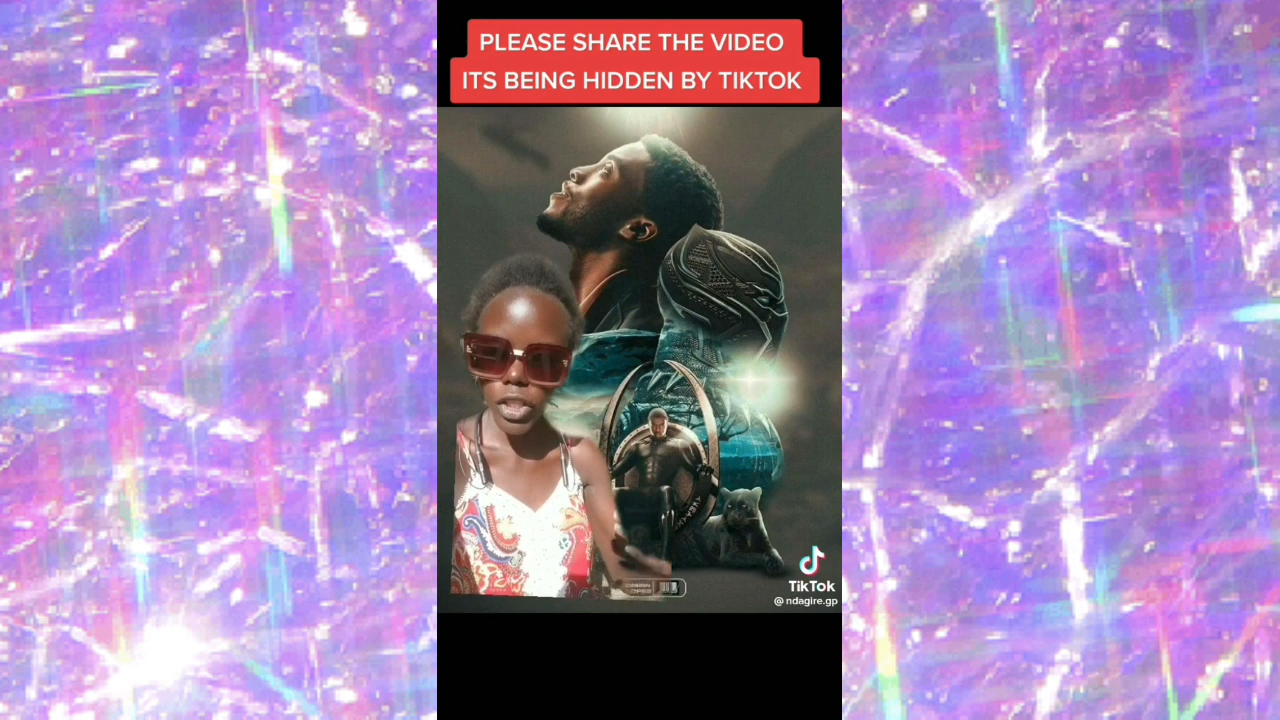 PLEASE SHARE THE VIDEO
ITS BEING HIDDEN BY TIKTOK
TikTok
@ndagire.gp